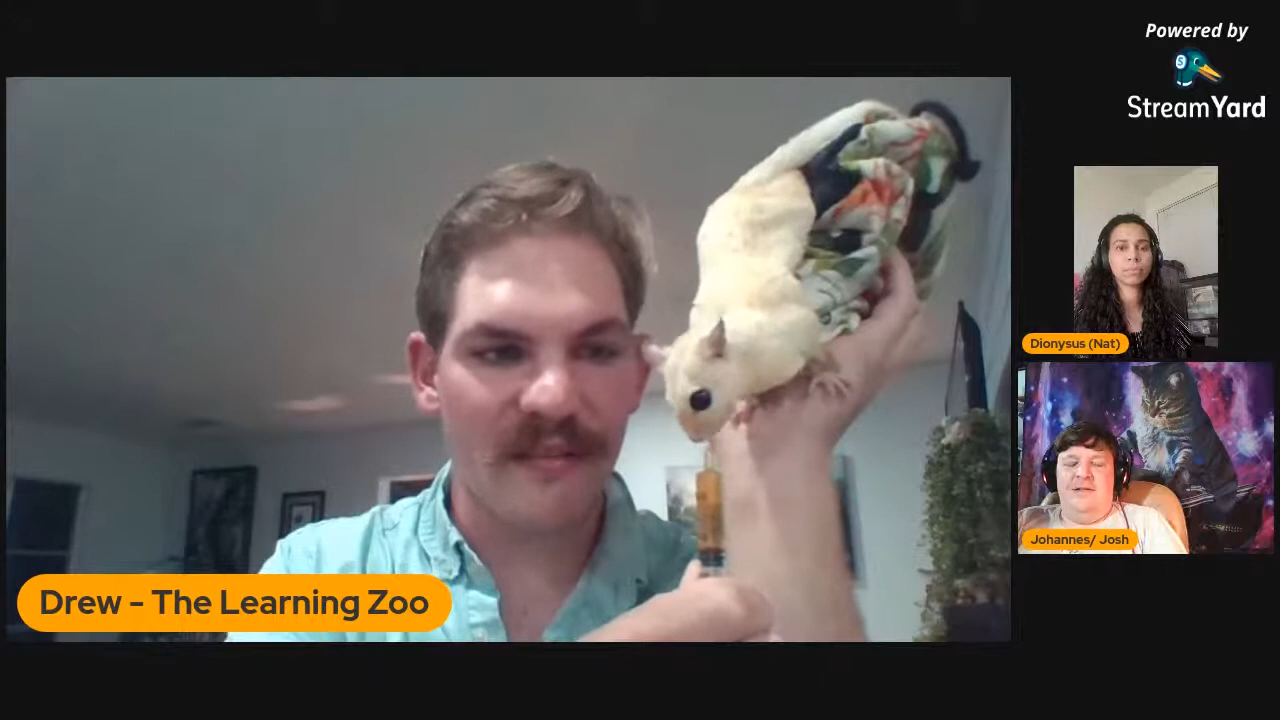 Powered by
StreamYard
Dionysus (Nat)
Johannes/ Josh
Drew - The Learning Zoo